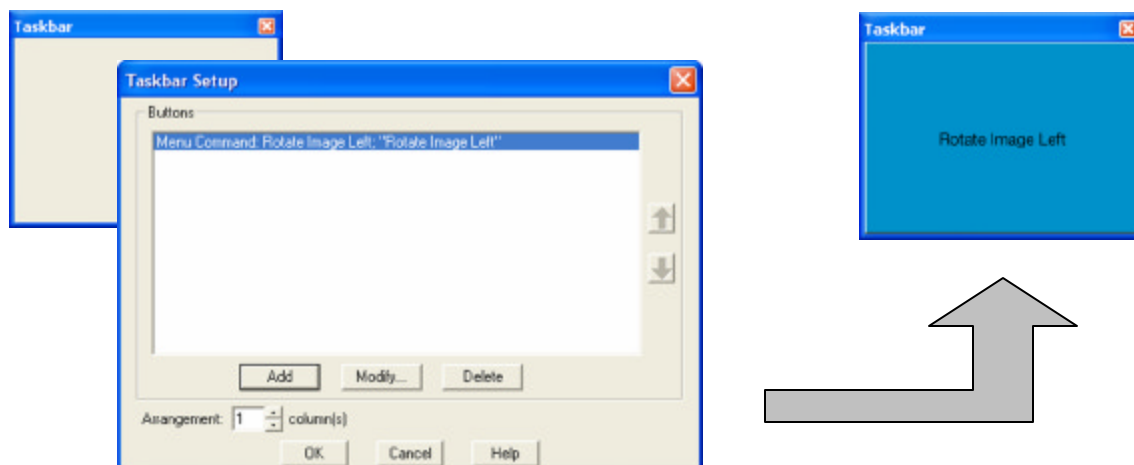 Taskbar
Taskbar Setup
Buttons
Menu Command: Rotate Image Left; "Rotate Image Left"
Add Modify... Delete
Arrangement: 1 column(s)
OK Cancel Help
Taskbar
Rotate Image Left